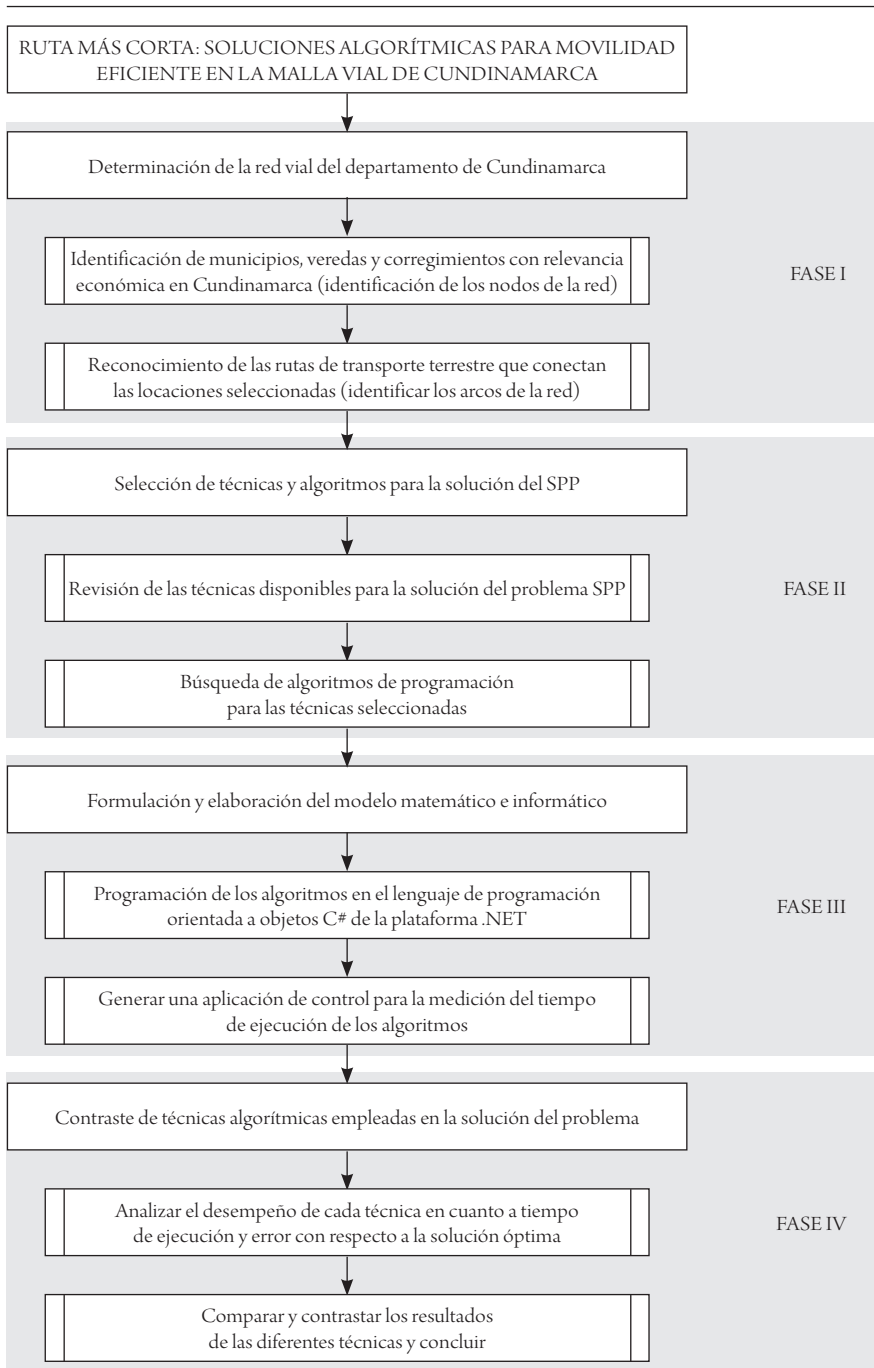 RUTA MÁS CORTA: SOLUCIONES ALGORÍTMICAS PARA MOVILIDAD
EFICIENTE EN LA MALLA VIAL DE CUNDINAMARCA
Determinación de la red vial del departamento de Cundinamarca
Identificación de municipios, veredas y corregimientos con relevancia
económica en Cundinamarca (identificación de los nodos de la red)
FASE I
Reconocimiento de las rutas de transporte terrestre que conectan
las locaciones seleccionadas (identificar los arcos de la red)
Selección de técnicas y algoritmos para la solución del SPP
Revisión de las técnicas disponibles para la solución del problema SPP
FASE II
Búsqueda de algoritmos de programación
para las técnicas seleccionadas
Formulación y elaboración del modelo matemático e informático
Programación de los algoritmos en el lenguaje de programación
orientada a objetos C# de la plataforma .NET
FASE III
Generar una aplicación de control para la medición del tiempo
de ejecución de los algoritmos
Contraste de técnicas algorítmicas empleadas en la solución del problema
Analizar el desempeño de cada técnica en cuanto a tiempo
de ejecución y error con respecto a la solución óptima
FASE IV
Comparar y contrastar los resultados
de las diferentes técnicas y concluir